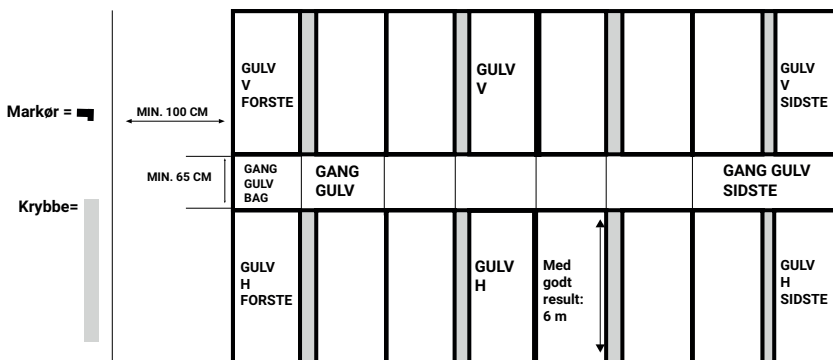 Markør =
Krybbe=
MIN. 100 CM
MIN. 65 CM
GULV
V
FORSTE
GULV
V
GULV
V
SIDSTE
GANG
GULV
BAG
GANG
GULV
GANG GULV
SIDSTE
GULV
H
FORSTE
GULV
H
Med
godt
result:
6 m
GULV
H
SIDSTE